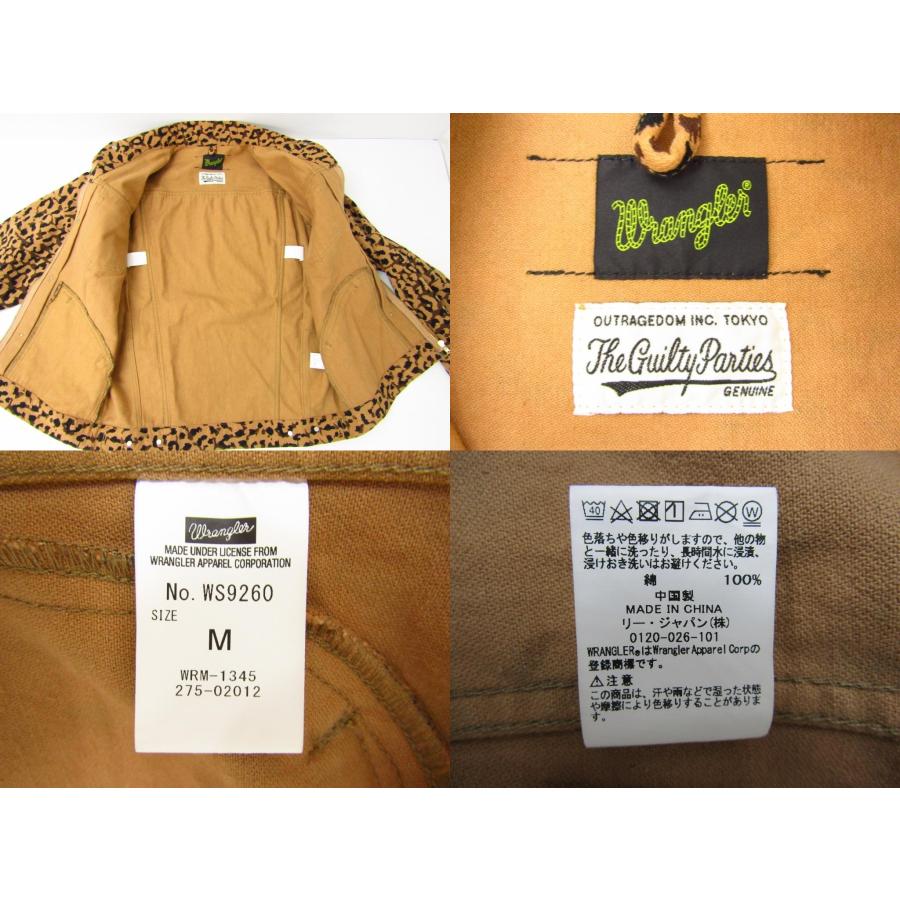 Wrangler
Wrangler®
OUTRAGEDOM INC. TOKYO
The Guilty Parties
GENUINE
Wrangler
MADE UNDER LICENSE FROM
WRANGLER APPAREL CORPORATION
No. WS9260
SIZE
M
WRM-1345
275-02012
40
色落ちや色移りがしますので、他の物
と一緒に洗ったり、長時間水に浸漬、
浸けおき洗いはお避けください。
綿 100%
中国製
MADE IN CHINA
リー・ジャパン(株)
0120-026-101
WRANGLER®はWrangler Apparel Corpの
登録商標です。
⚠注意
この商品は、汗や雨などで湿った状態
や摩擦により色移りすることがありま
す。